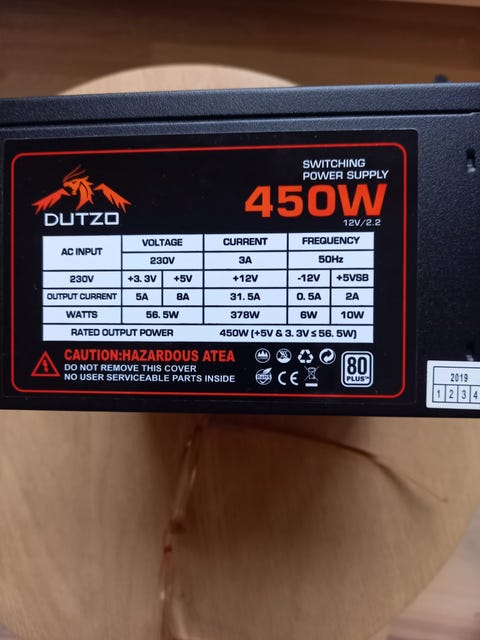 DUTZO
SWITCHING
POWER SUPPLY
450W
12V/2.2
AC INPUT VOLTAGE CURRENT FREQUENCY
230V 3A 50Hz
230V +3.3V +5V +12V -12V +5VSB
OUTPUT CURRENT 5A 8A 31.5A 0.5A 2A
WATTS 56.5W 378W 6W 10W
RATED OUTPUT POWER 450W (+5V & 3.3V ≤ 56.5W)
CAUTION:HAZARDOUS ATEA
DO NOT REMOVE THIS COVER
NO USER SERVICEABLE PARTS INSIDE
RoHS CE
80
PLUS™
2019
1 2 3 4